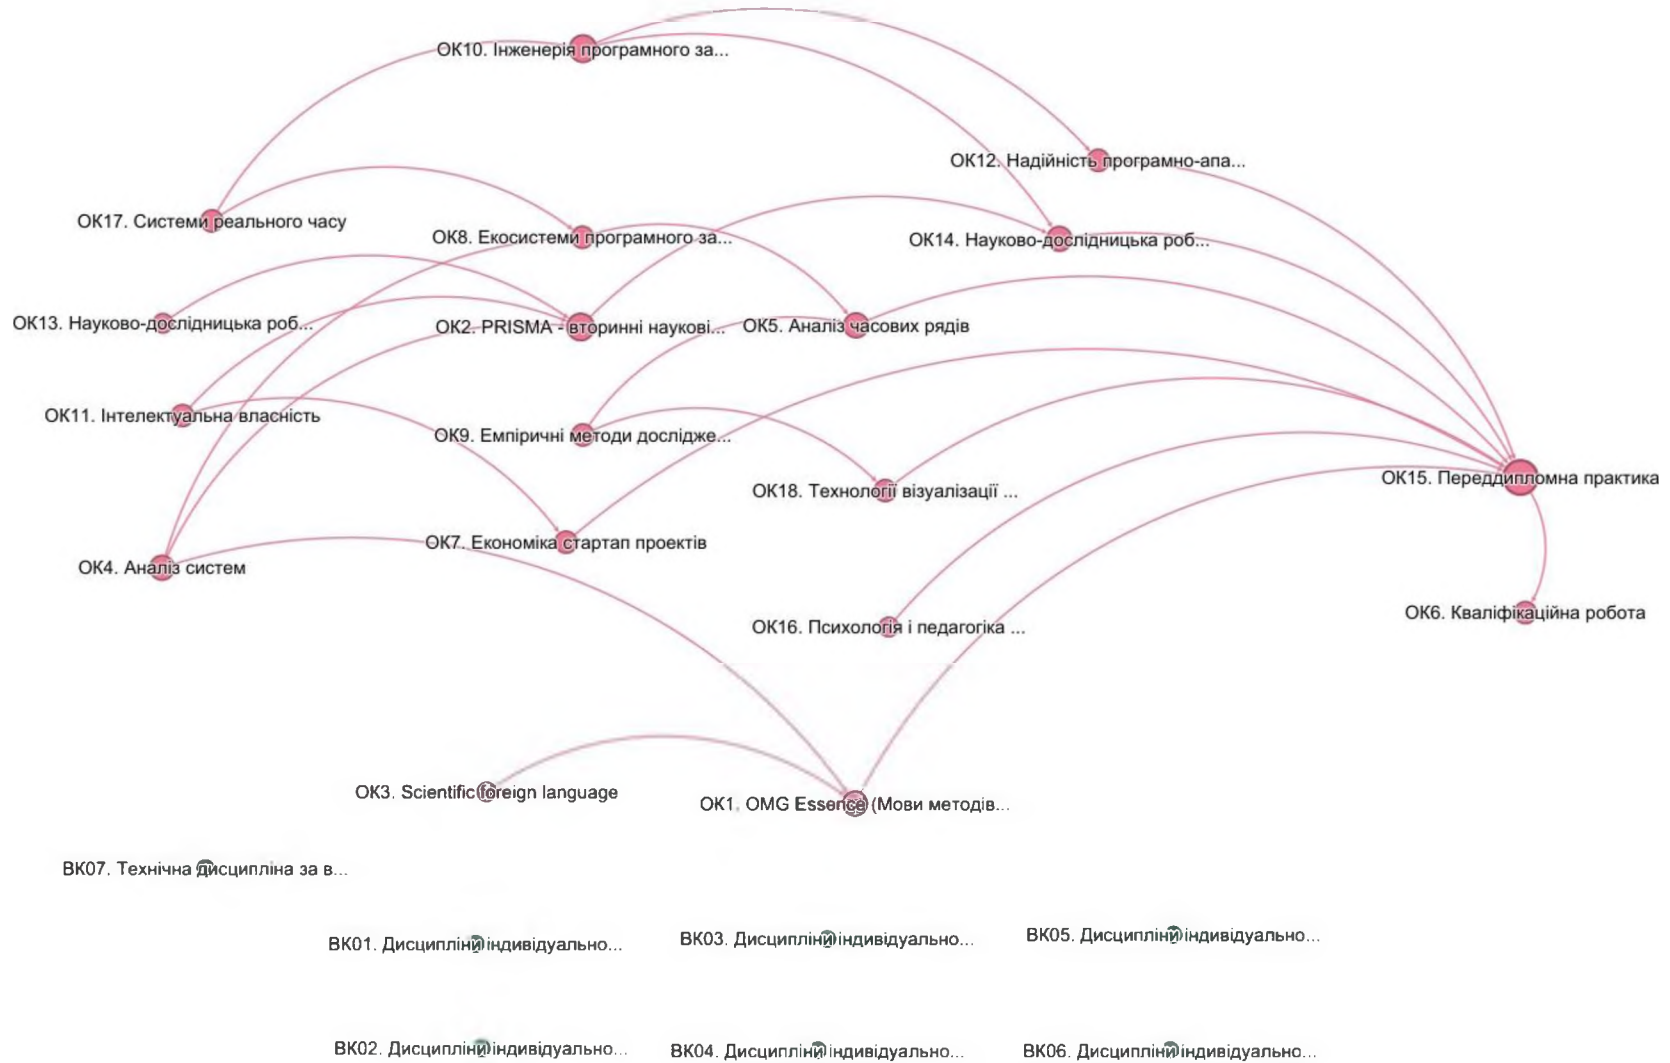 ОК10. Інженерія програмного за...
ОК12. Надійність програмно-апа...
ОК17. Системи реального часу
ОК8. Екосистеми програмного за...
ОК14. Науково-дослідницька роб...
ОК13. Науково-дослідницька роб...
ОК2. PRISMA - вторинні наукові...
ОК5. Аналіз часових рядів
ОК11. Інтелектуальна власність
ОК9. Емпіричні методи дослідже...
ОК15. Переддипломна практика
ОК18. Технології візуалізації ...
ОК7. Економіка стартап проектів
ОК4. Аналіз систем
ОК6. Кваліфікаційна робота
ОК16. Психологія і педагогіка ...
ОК3. Scientific foreign language
ОК1. OMG Essence (Мови методів...
ВК07. Технічна дисципліна за в...
ВК01. Дисципліни індивідуально...
ВК03. Дисципліни індивідуально...
ВК05. Дисципліни індивідуально...
ВК02. Дисципліни індивідуально...
ВК04. Дисципліни індивідуально...
ВК06. Дисципліни індивідуально...